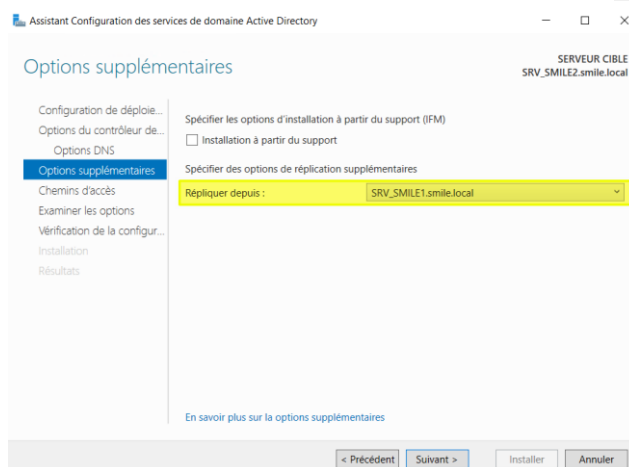 Assistant Configuration des services de domaine Active Directory
Options supplémentaires
SERVEUR CIBLE
SRV_SMILE2.smile.local
Configuration de déploie...
Options du contrôleur de...
Options DNS
Options supplémentaires
Chemins d'accès
Examiner les options
Vérification de la configur...
Installation
Résultats
Spécifier les options d'installation à partir du support (IFM)
Installation à partir du support
Spécifier des options de réplication supplémentaires
Répliquer depuis :
SRV_SMILE1.smile.local
En savoir plus sur la options supplémentaires
< Précédent
Suivant >
Installer
Annuler